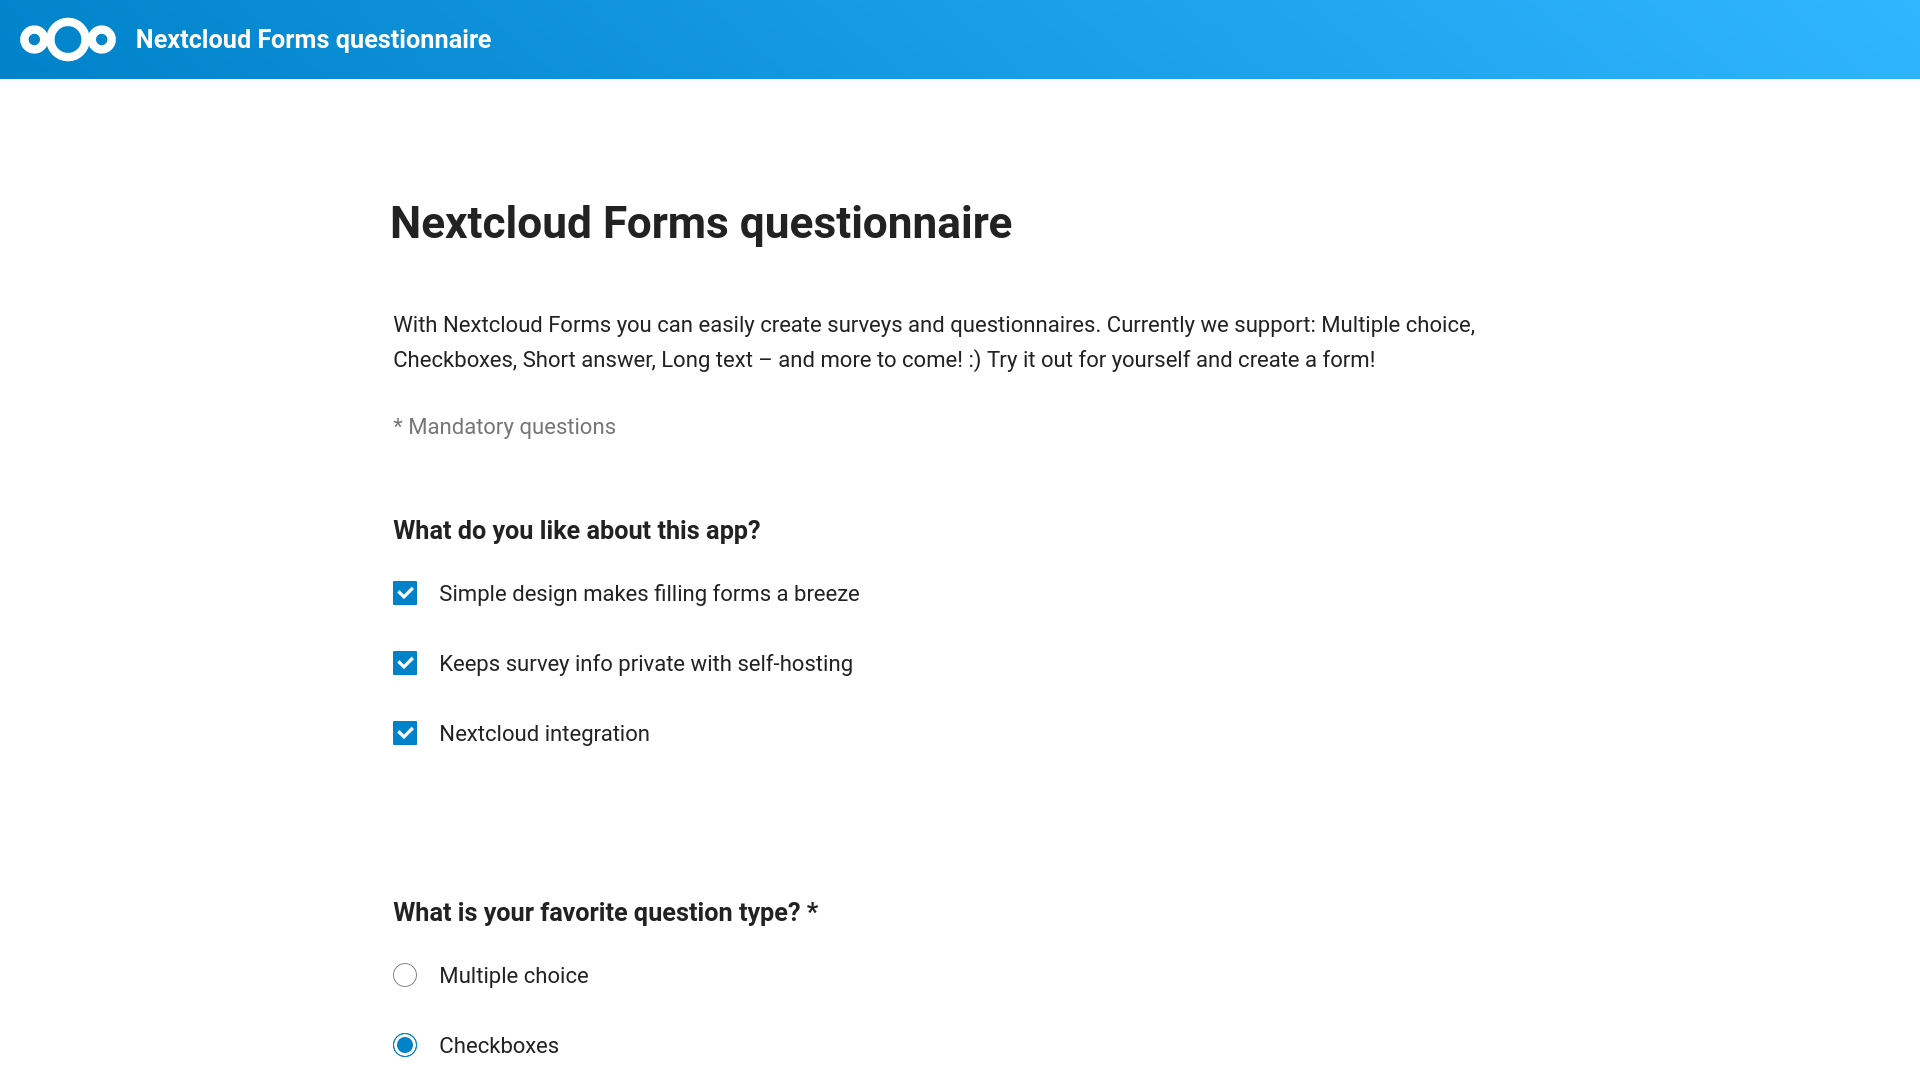 Nextcloud Forms questionnaire
Nextcloud Forms questionnaire
With Nextcloud Forms you can easily create surveys and questionnaires. Currently we support: Multiple choice,
Checkboxes, Short answer, Long text – and more to come! :) Try it out for yourself and create a form!
* Mandatory questions
What do you like about this app?
Simple design makes filling forms a breeze
Keeps survey info private with self-hosting
Nextcloud integration
What is your favorite question type? *
Multiple choice
Checkboxes